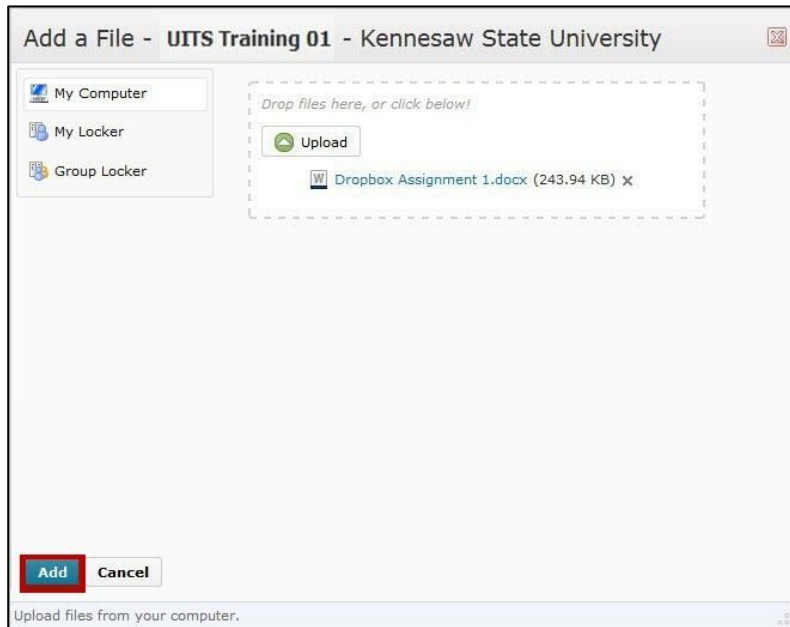 Add a File - UITS Training 01 - Kennesaw State University
My Computer
My Locker
Group Locker
Drop files here, or click below!
Upload
Dropbox Assignment 1.docx (243.94 KB) x
Add Cancel
Upload files from your computer.